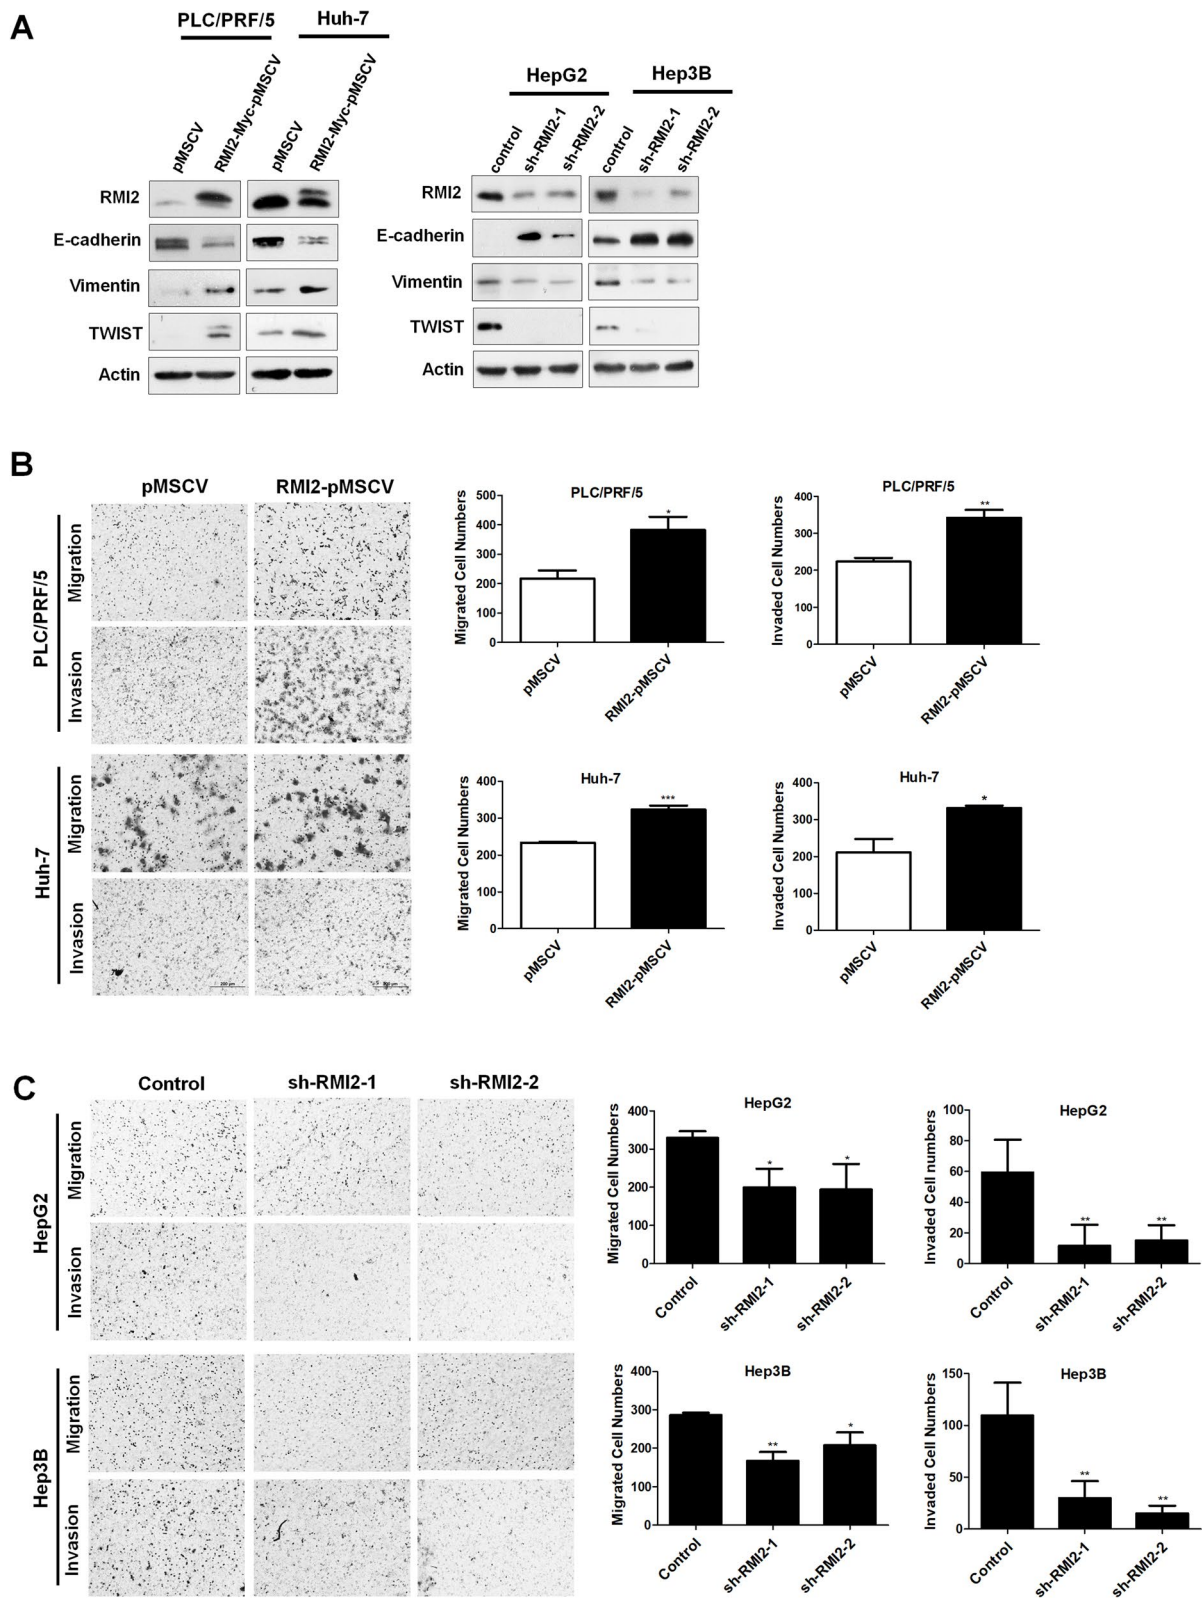 A
PLC/PRF/5
Huh-7
pMSCV
RMI2-Myc-pMSCV
pMSCV
RMI2-Myc-pMSCV
RMI2
E-cadherin
Vimentin
TWIST
Actin
HepG2
Hep3B
control
sh-RMI2-1
sh-RMI2-2
control
sh-RMI2-1
sh-RMI2-2
RMI2
E-cadherin
Vimentin
TWIST
Actin
B
pMSCV
RMI2-pMSCV
PLC/PRF/5
Migration
Invasion
Huh-7
Migration
Invasion
200 µm
PLC/PRF/5
Migrated Cell Numbers
500
400
300
200
100
0
*
pMSCV
RMI2-pMSCV
PLC/PRF/5
Invaded Cell Numbers
400
300
200
100
0
**
pMSCV
RMI2-pMSCV
Huh-7
Migrated Cell Numbers
400
300
200
100
0
***
pMSCV
RMI2-pMSCV
Huh-7
Invaded Cell Numbers
400
300
200
100
0
*
pMSCV
RMI2-pMSCV
C
Control
sh-RMI2-1
sh-RMI2-2
HepG2
Migration
Invasion
Hep3B
Migration
Invasion
HepG2
Migrated Cell Numbers
400
300
200
100
0
*
*
Control
sh-RMI2-1
sh-RMI2-2
HepG2
Invaded Cell numbers
100
80
60
40
20
0
**
**
Control
sh-RMI2-1
sh-RMI2-2
Hep3B
Migrated Cell Numbers
400
300
200
100
0
**
*
Control
sh-RMI2-1
sh-RMI2-2
Hep3B
Invaded Cell Numbers
150
100
50
0
**
**
Control
sh-RMI2-1
sh-RMI2-2